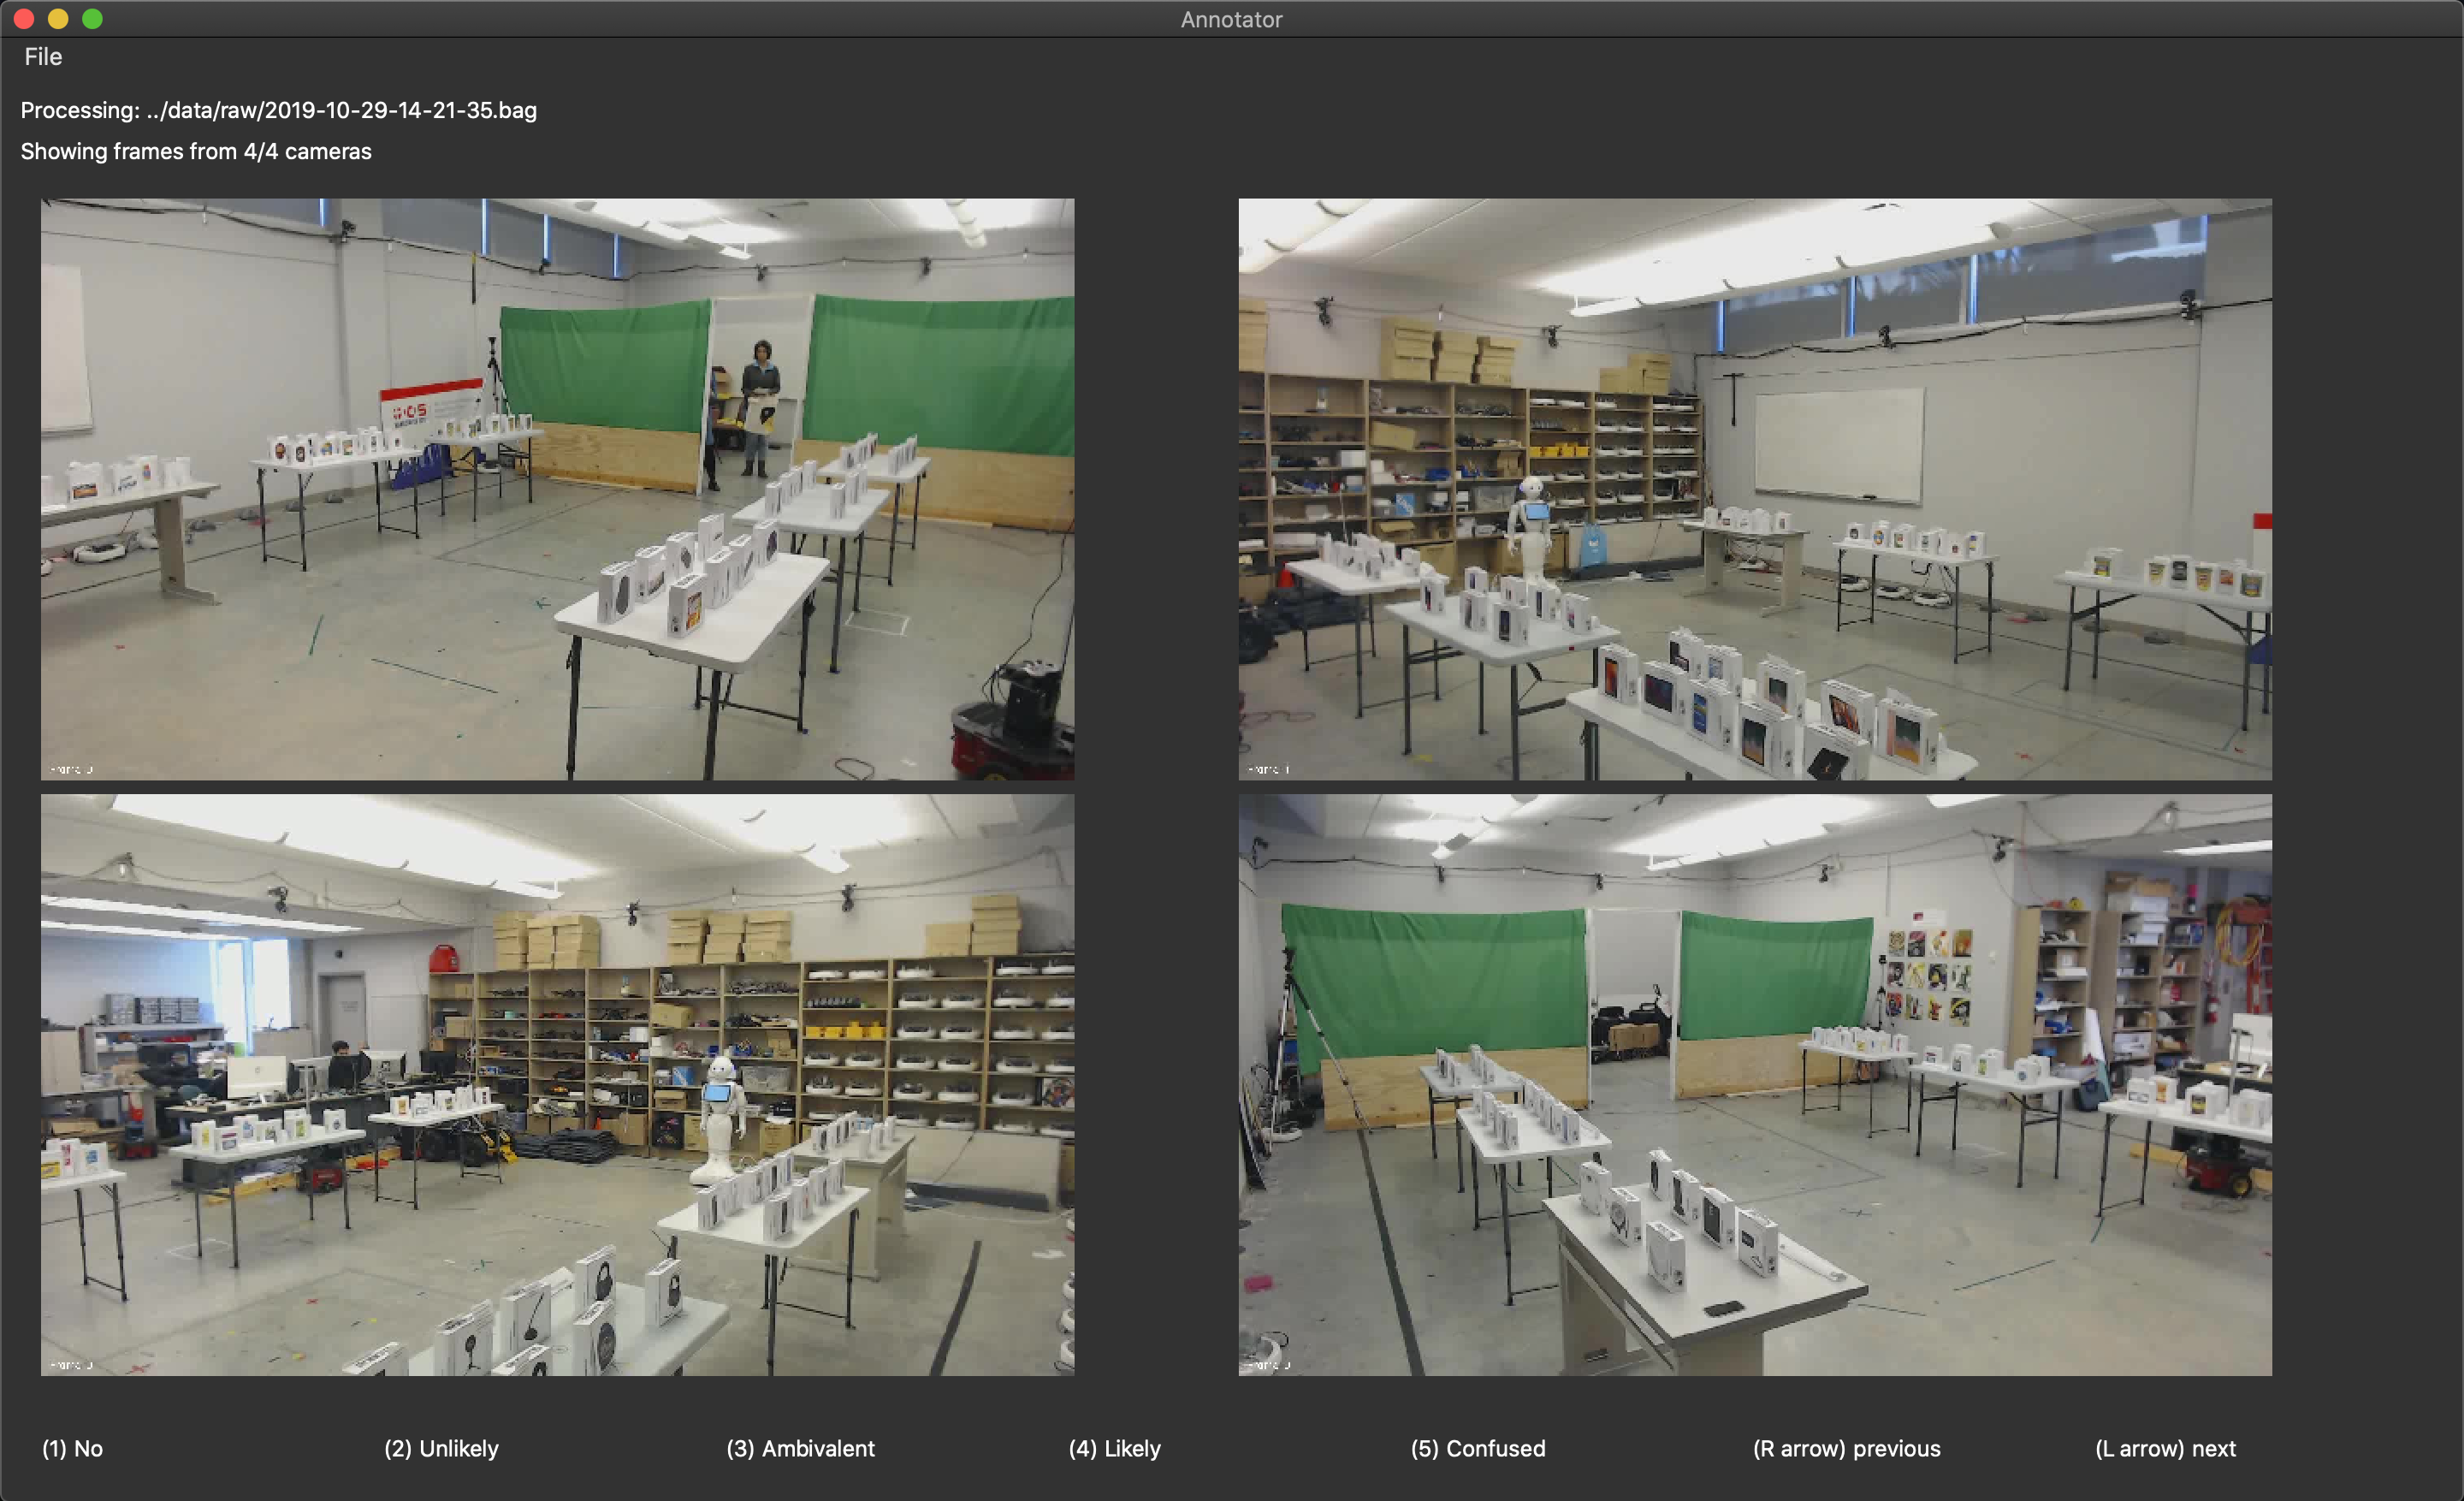 Annotator
File
Processing: ../data/raw/2019-10-29-14-21-35.bag
Showing frames from 4/4 cameras
(1) No
(2) Unlikely
(3) Ambivalent
(4) Likely
(5) Confused
(R arrow) previous
(L arrow) next